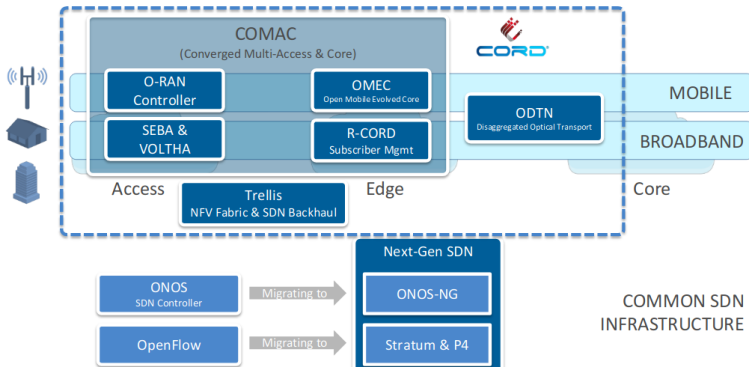 COMAC
(Converged Multi-Access & Core)
CORD®
O-RAN
Controller
OMEC
Open Mobile Evolved Core
MOBILE
ODTN
Disaggregated Optical Transport
SEBA &
VOLTHA
R-CORD
Subscriber Mgmt
BROADBAND
Access
Edge
Core
Trellis
NFV Fabric & SDN Backhaul
Next-Gen SDN
ONOS
SDN Controller
Migrating to
ONOS-NG
COMMON SDN
INFRASTRUCTURE
OpenFlow
Migrating to
Stratum & P4